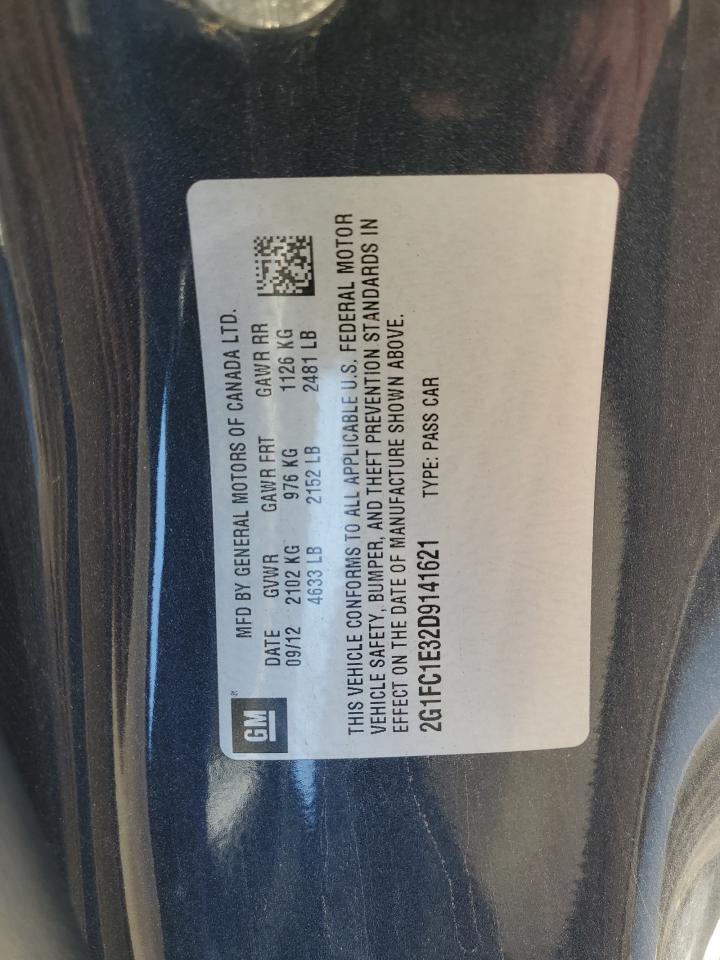 GM®
MFD BY GENERAL MOTORS OF CANADA LTD.
DATE GVWR GAWR FRT GAWR RR
09/12 2102 KG 976 KG 1126 KG
4633 LB 2152 LB 2481 LB
THIS VEHICLE CONFORMS TO ALL APPLICABLE U.S. FEDERAL MOTOR
VEHICLE SAFETY, BUMPER, AND THEFT PREVENTION STANDARDS IN
EFFECT ON THE DATE OF MANUFACTURE SHOWN ABOVE.
2G1FC1E32D9141621 TYPE: PASS CAR